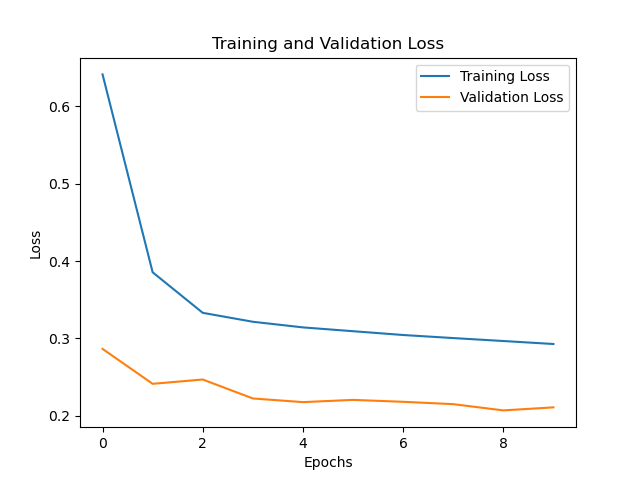 Training and Validation Loss
Training Loss
Validation Loss
0.6
0.5
0.4
0.3
0.2
Loss
0 2 4 6 8
Epochs